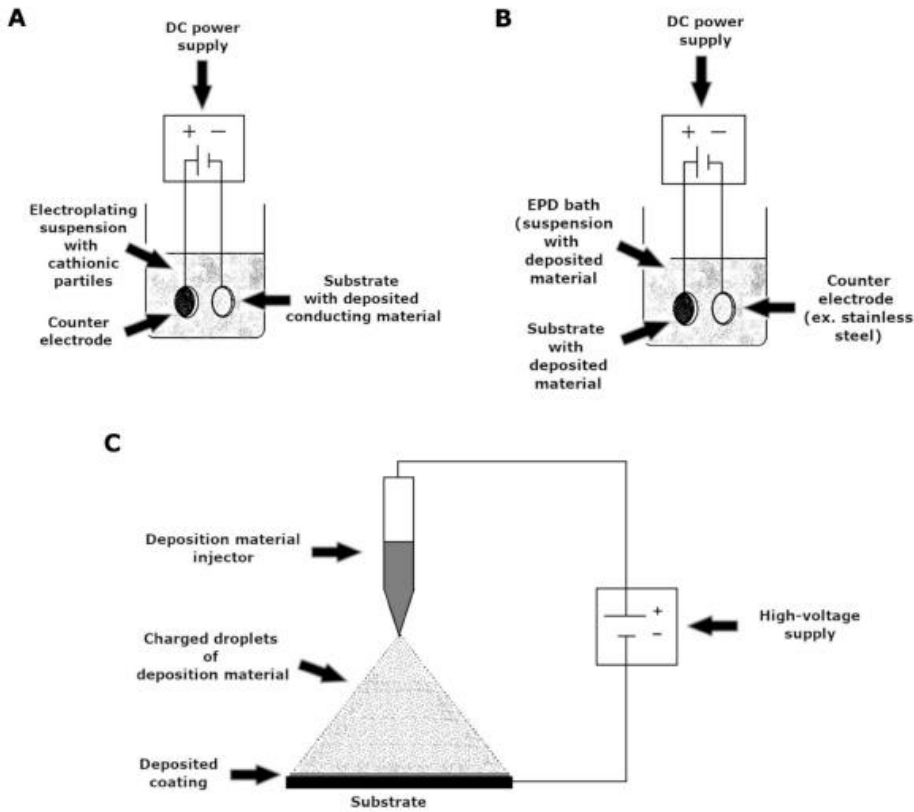 A
DC power
supply
+ −
Electroplating
suspension
with
cathionic
partiles
Counter
electrode
Substrate
with deposited
conducting material
B
DC power
supply
+ −
EPD bath
(suspension
with
deposited
material
Substrate
with
deposited
material
Counter
electrode
(ex. stainless
steel)
C
Deposition material
injector
Charged droplets
of
deposition material
Deposited
coating
Substrate
+
−
High-voltage
supply